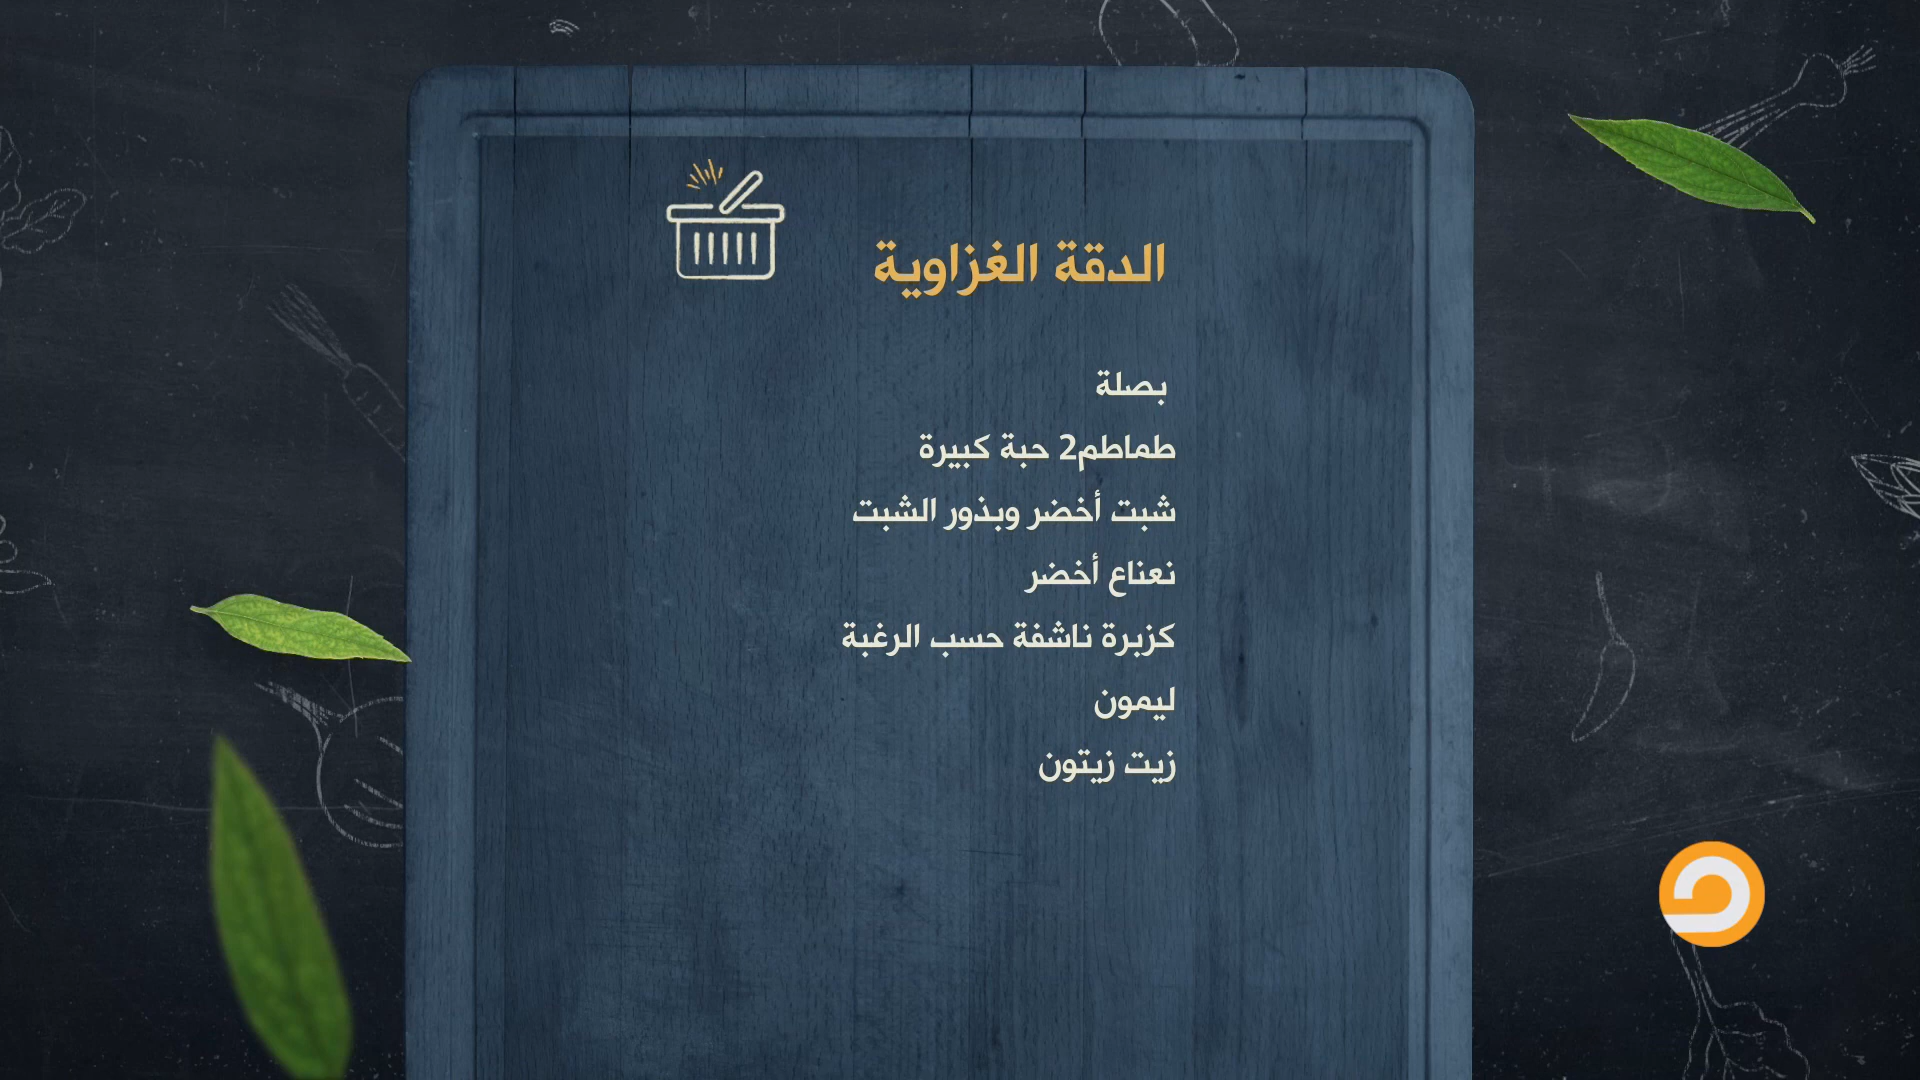 الدقة الغزاوية
بصلة
طماطم2 حبة كبيرة
شبت أخضر وبذور الشبت
نعناع أخضر
كزبرة ناشفة حسب الرغبة
ليمون
زيت زيتون